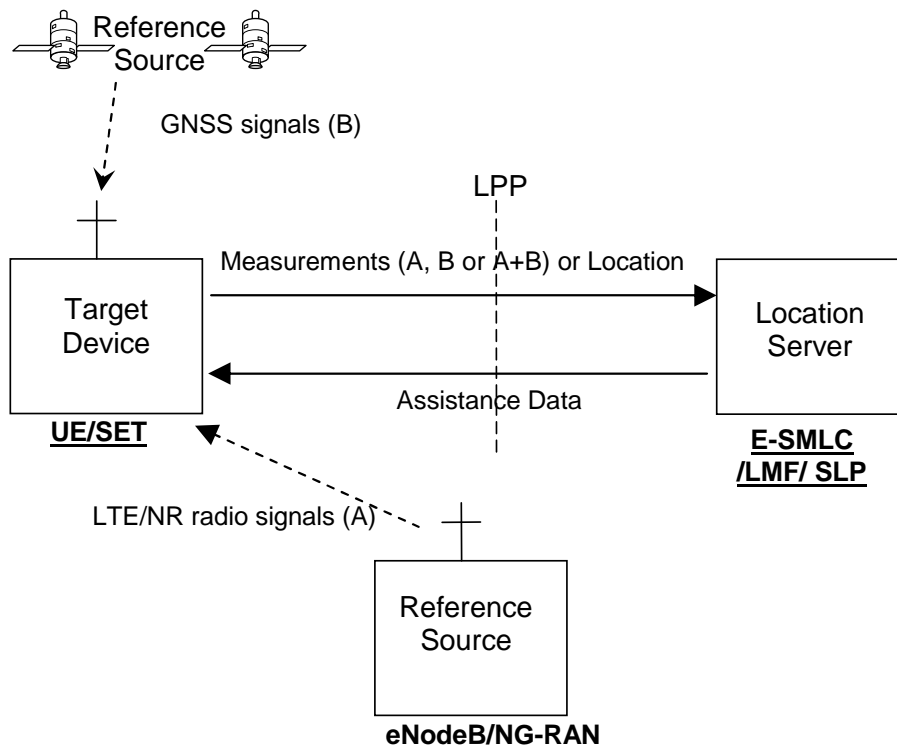 Reference
Source
GNSS signals (B)
LPP
Measurements (A, B or A+B) or Location
Target
Device
Location
Server
Assistance Data
UE/SET
E-SMLC
/LMF/ SLP
LTE/NR radio signals (A)
Reference
Source
eNodeB/NG-RAN